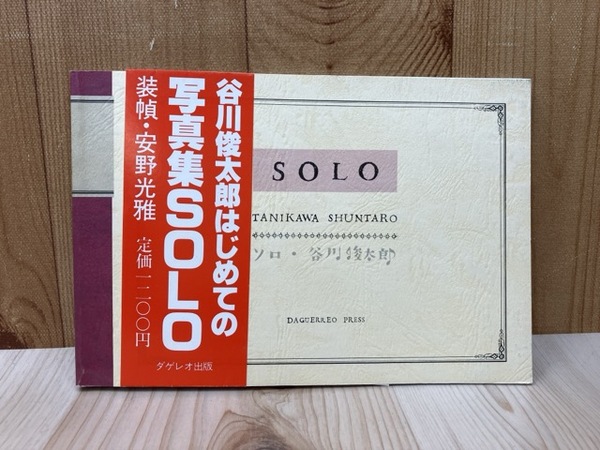 谷川俊太郎はじめての
写真集SOLO
装幀・安野光雅 定価一二〇〇円
ダゲレオ出版
SOLO
TANIKAWA SHUNTARO
ソロ・谷川俊太郎
DAGUERREO PRESS